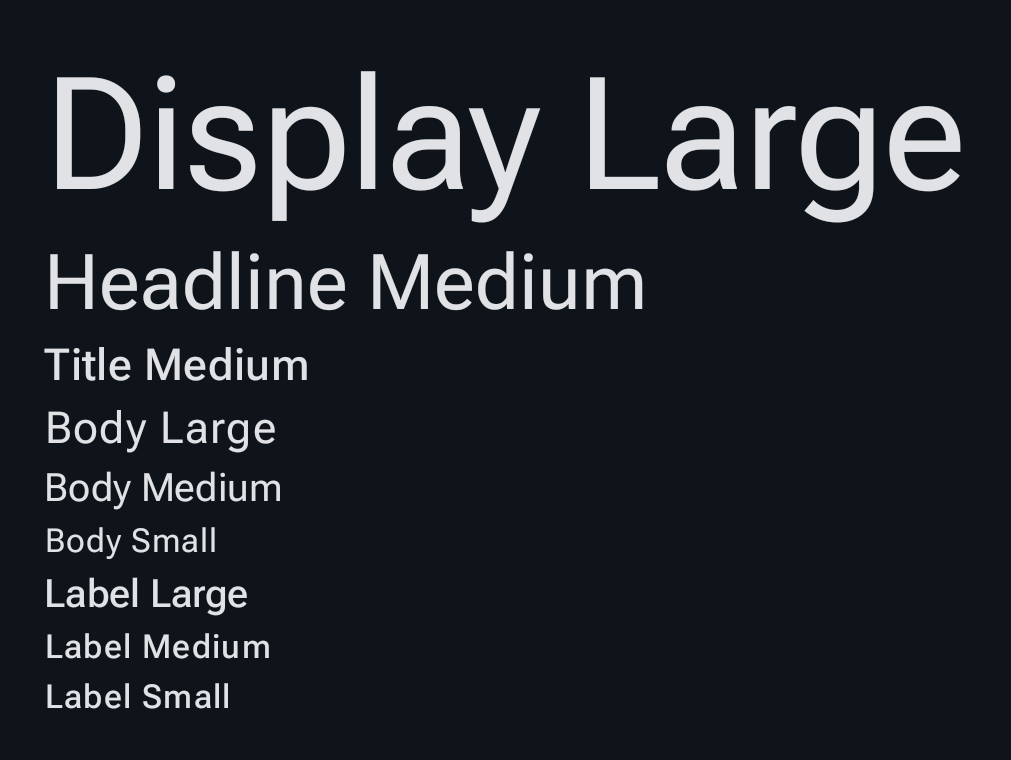 Display Large
Headline Medium
Title Medium
Body Large
Body Medium
Body Small
Label Large
Label Medium
Label Small